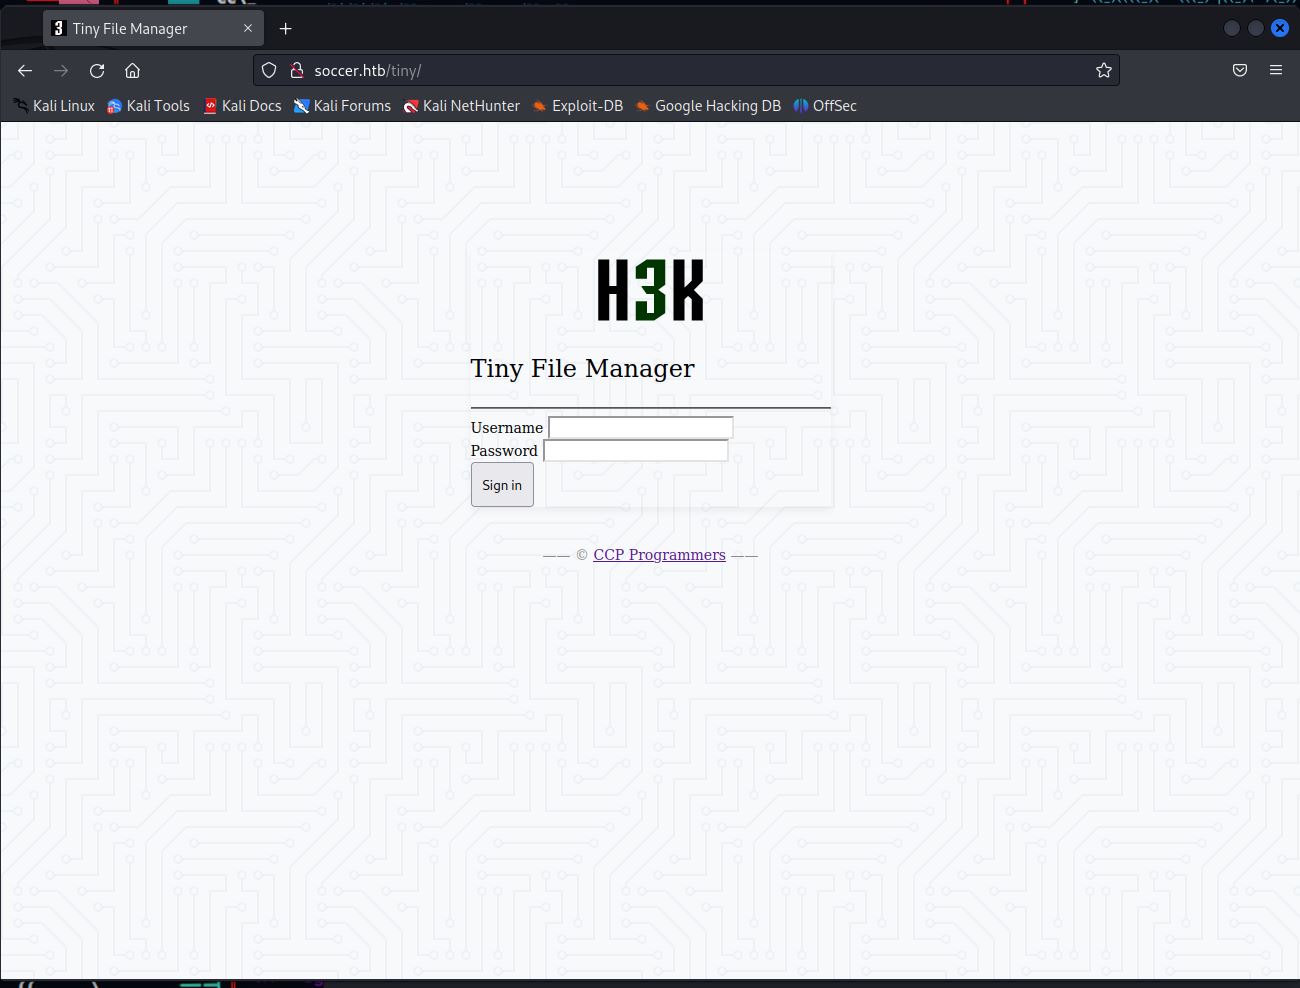 Tiny File Manager
soccer.htb/tiny/
Kali Linux Kali Tools Kali Docs Kali Forums Kali NetHunter Exploit-DB Google Hacking DB OffSec
H3K
Tiny File Manager
Username
Password
Sign in
—— © CCP Programmers ——